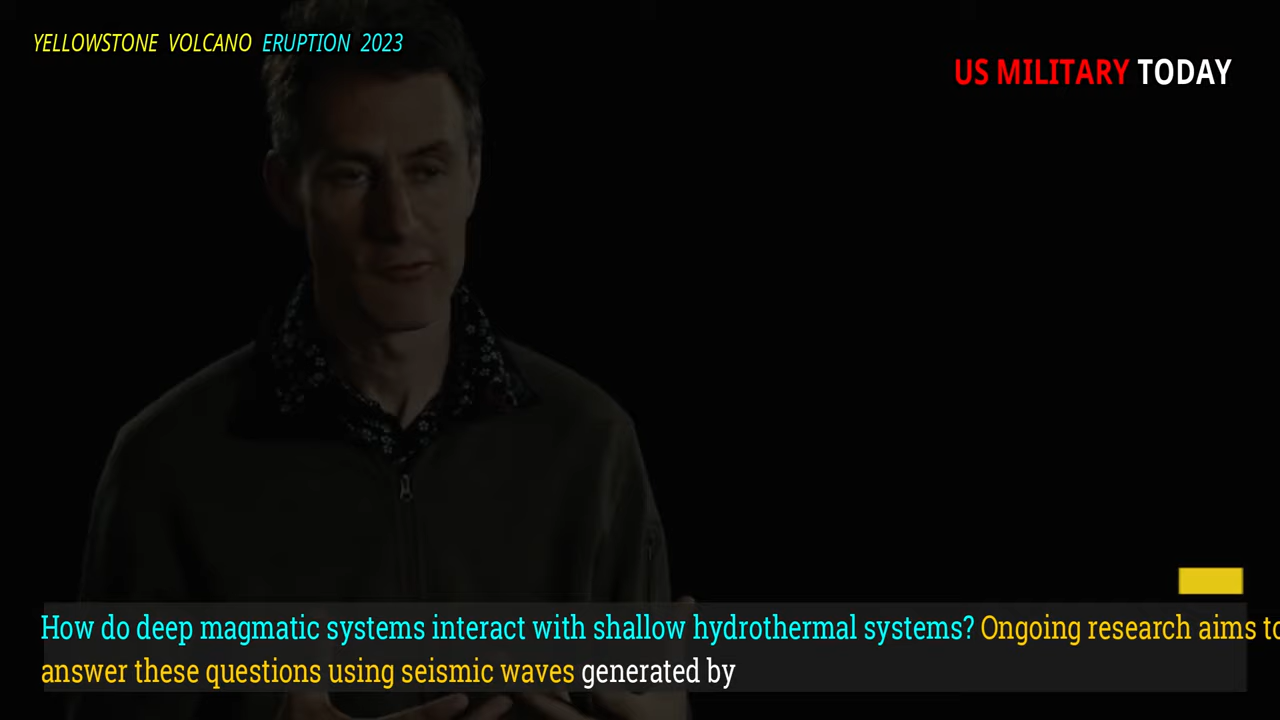 YELLOWSTONE VOLCANO ERUPTION 2023
US MILITARY TODAY
How do deep magmatic systems interact with shallow hydrothermal systems? Ongoing research aims to
answer these questions using seismic waves generated by